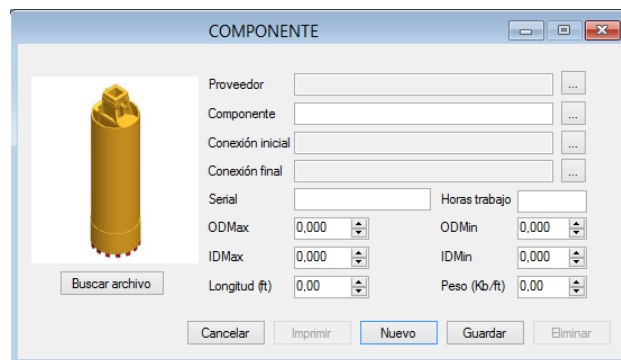 COMPONENTE
Proveedor ...
Componente
Conexión inicial ...
Conexión final ...
Serial Horas trabajo
ODMax 0,000 ODMin 0,000
IDMax 0,000 IDMin 0,000
Buscar archivo Longitud (ft) 0,00 Peso (Kb/ft) 0,00
Cancelar Imprimir Nuevo Guardar Eliminar